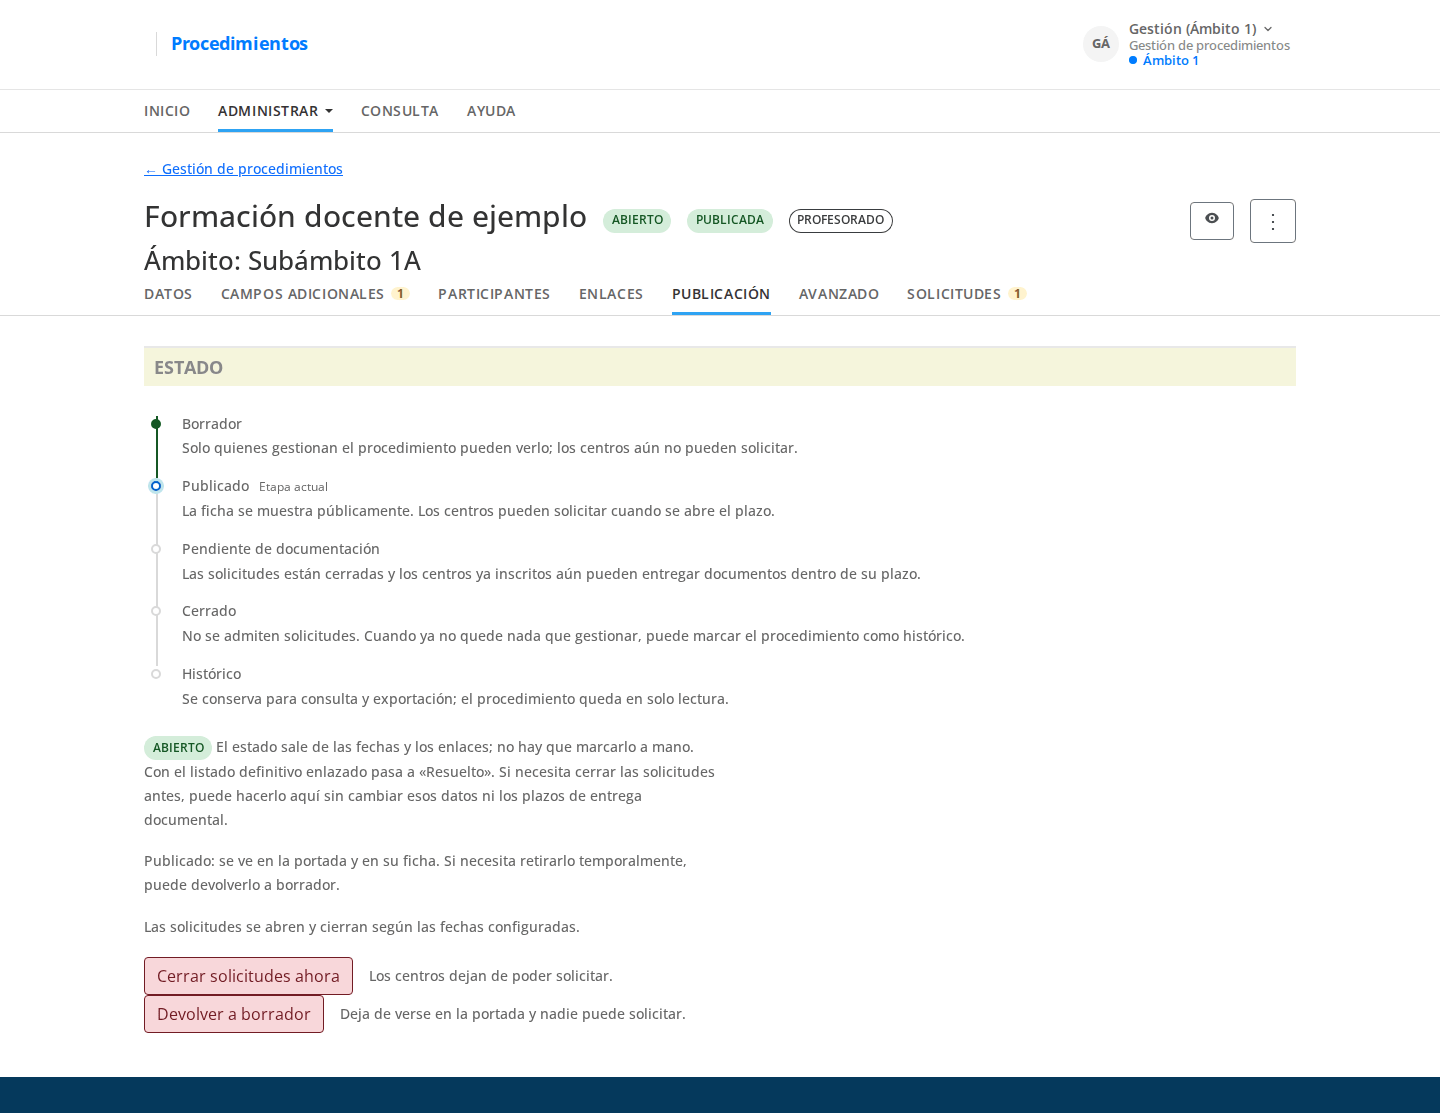 Procedimientos
GÁ
Gestión (Ámbito 1)
Gestión de procedimientos
Ámbito 1
INICIO
ADMINISTRAR
CONSULTA
AYUDA
← Gestión de procedimientos
Formación docente de ejemplo
ABIERTO
PUBLICADA
PROFESORADO
⋮
Ámbito: Subámbito 1A
DATOS
CAMPOS ADICIONALES 1
PARTICIPANTES
ENLACES
PUBLICACIÓN
AVANZADO
SOLICITUDES 1
ESTADO
Borrador
Solo quienes gestionan el procedimiento pueden verlo; los centros aún no pueden solicitar.
Publicado Etapa actual
La ficha se muestra públicamente. Los centros pueden solicitar cuando se abre el plazo.
Pendiente de documentación
Las solicitudes están cerradas y los centros ya inscritos aún pueden entregar documentos dentro de su plazo.
Cerrado
No se admiten solicitudes. Cuando ya no quede nada que gestionar, puede marcar el procedimiento como histórico.
Histórico
Se conserva para consulta y exportación; el procedimiento queda en solo lectura.
ABIERTO El estado sale de las fechas y los enlaces; no hay que marcarlo a mano.
Con el listado definitivo enlazado pasa a «Resuelto». Si necesita cerrar las solicitudes
antes, puede hacerlo aquí sin cambiar esos datos ni los plazos de entrega
documental.
Publicado: se ve en la portada y en su ficha. Si necesita retirarlo temporalmente,
puede devolverlo a borrador.
Las solicitudes se abren y cierran según las fechas configuradas.
Cerrar solicitudes ahora
Los centros dejan de poder solicitar.
Devolver a borrador
Deja de verse en la portada y nadie puede solicitar.